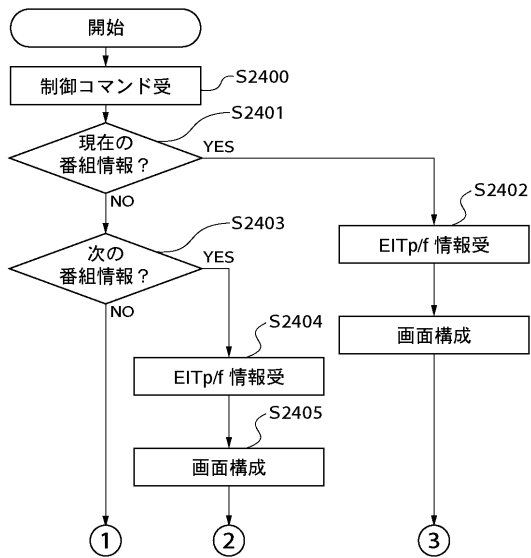 開始
制御コマンド受
S2400
S2401
現在の
番組情報？
YES
NO
S2402
EITp/f 情報受
画面構成
S2403
次の
番組情報？
YES
NO
S2404
EITp/f 情報受
S2405
画面構成
1
2
3